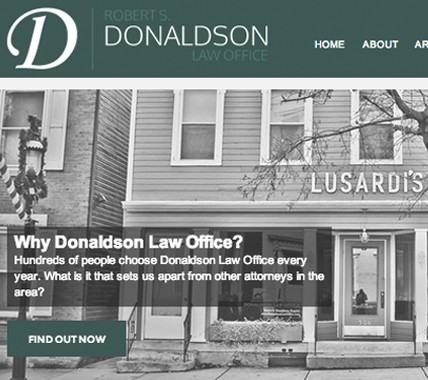 D
ROBERT S.
DONALDSON
LAW OFFICE
HOME ABOUT AR
LUSARDI'S
Why Donaldson Law Office?
Hundreds of people choose Donaldson Law Office every
year. What is it that sets us apart from other attorneys in the
area?
FIND OUT NOW